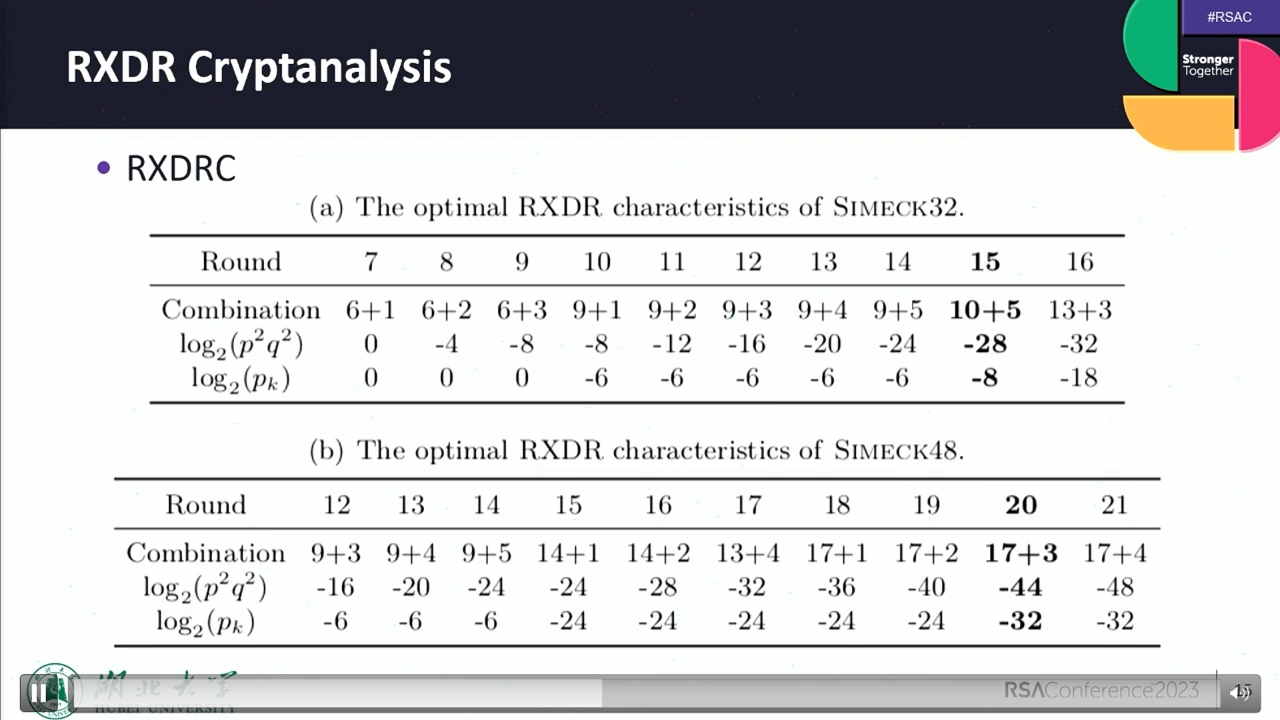 #RSAC
RXDR Cryptanalysis
Stronger
Together
• RXDRC
(a) The optimal RXDR characteristics of SIMECK32.
Round 7 8 9 10 11 12 13 14 15 16
Combination 6+1 6+2 6+3 9+1 9+2 9+3 9+4 9+5 10+5 13+3
log₂(p²q²) 0 -4 -8 -8 -12 -16 -20 -24 -28 -32
log₂(pₖ) 0 0 0 -6 -6 -6 -6 -6 -8 -18
(b) The optimal RXDR characteristics of SIMECK48.
Round 12 13 14 15 16 17 18 19 20 21
Combination 9+3 9+4 9+5 14+1 14+2 13+4 17+1 17+2 17+3 17+4
log₂(p²q²) -16 -20 -24 -24 -28 -32 -36 -40 -44 -48
log₂(pₖ) -6 -6 -6 -24 -24 -24 -24 -24 -32 -32
湖北大学
HUBEI UNIVERSITY
RSAConference2023
15